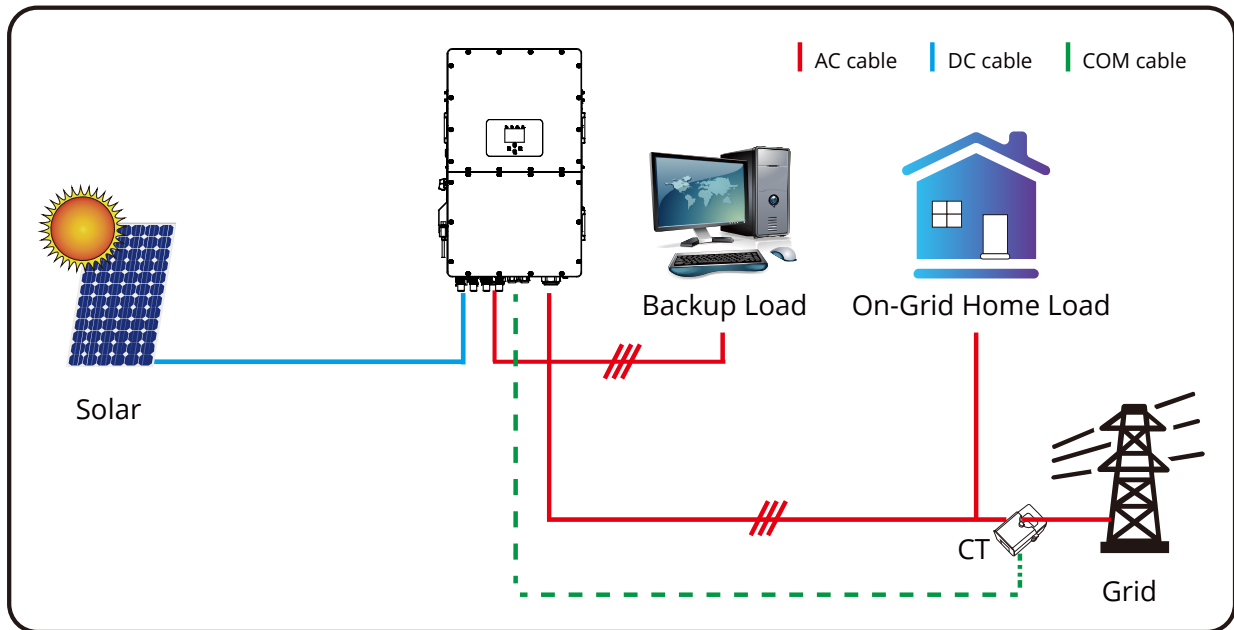 AC cable
DC cable
COM cable
Backup Load
On-Grid Home Load
Solar
CT
Grid